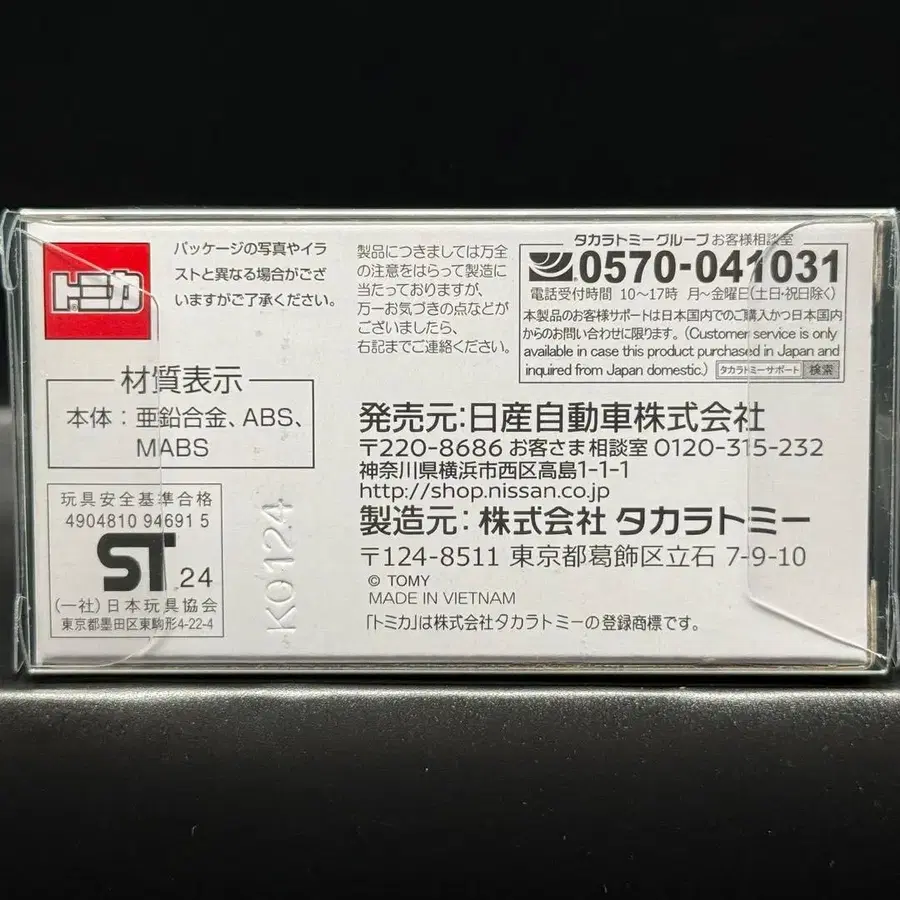 トミカ
パッケージの写真やイラ
ストと異なる場合がござ
いますがご了承ください。
製品につきましては万全
の注意をはらって製造に
当たっておりますが、
万一お気づきの点などが
ございましたら、
右記までご連絡ください。
タカラトミーグループお客様相談室
0570-041031
電話受付時間 10~17時 月~金曜日(土日・祝日除く)
本製品のお客様サポートは日本国内でのご購入かつ日本国内
からのお問い合わせに限ります。(Customer service is only
available in case this product purchased in Japan and
inquired from Japan domestic.) タカラトミーサポート 検索
材質表示
本体:亜鉛合金、ABS、
MABS
玩具安全基準合格
4904810 94691 5
ST 24
(一社)日本玩具協会
東京都墨田区東駒形4-22-4
K0124
発売元:日産自動車株式会社
〒220-8686 お客さま相談室 0120-315-232
神奈川県横浜市西区高島1-1-1
http://shop.nissan.co.jp
製造元:株式会社 タカラトミー
〒124-8511 東京都葛飾区立石 7-9-10
© TOMY
MADE IN VIETNAM
「トミカ」は株式会社タカラトミーの登録商標です。